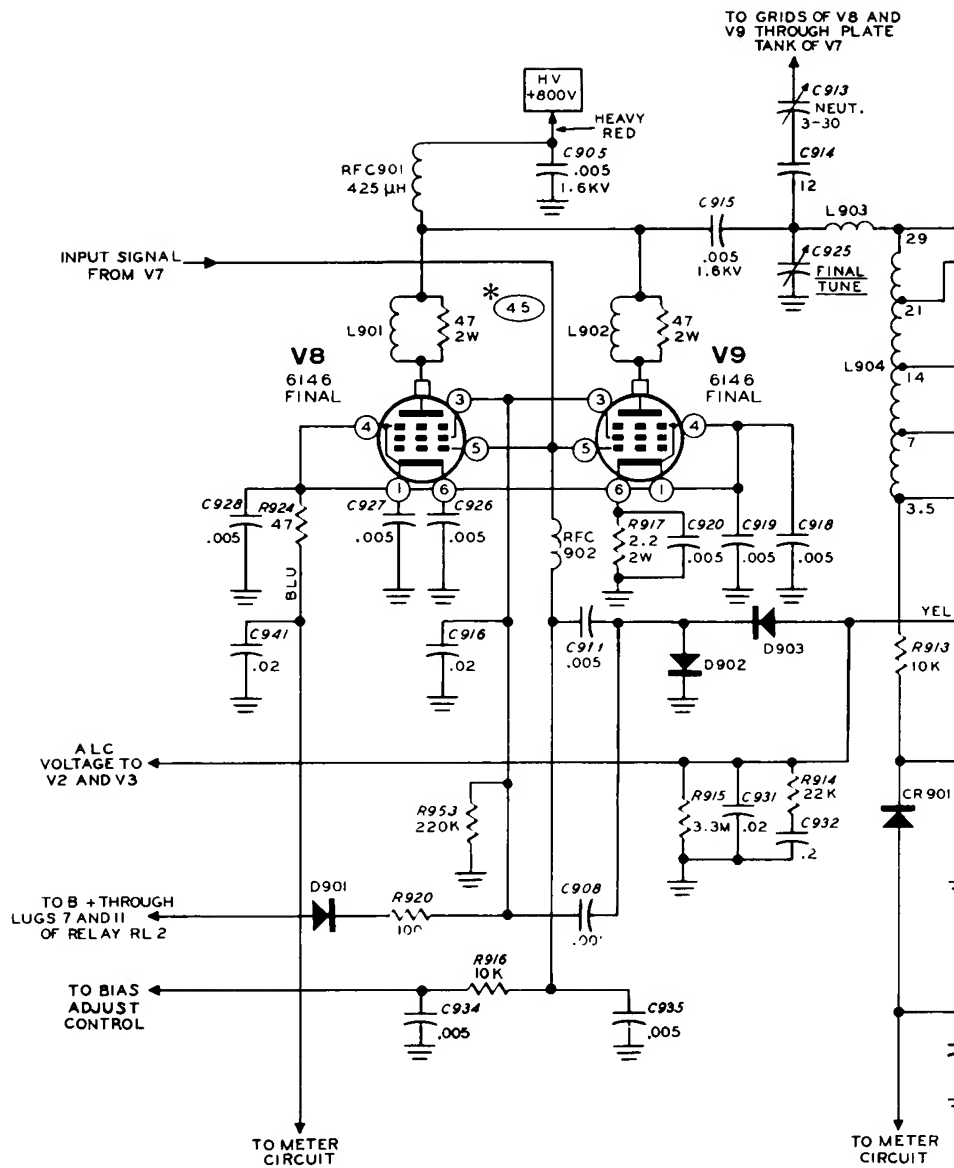 TO GRIDS OF V8 AND
V9 THROUGH PLATE
TANK OF V7
HV
+800V
HEAVY
RED
C913
NEUT.
3-30
C905
.005
1.6KV
RFC901
425 µH
C914
12
C915
.005
1.6KV
L903
29
C925
FINAL
TUNE
INPUT SIGNAL
FROM V7
*
45
21
L901
47
2W
L902
47
2W
L904
14
V8
6146
FINAL
V9
6146
FINAL
3
3
4
4
5
5
7
1
6
6
1
3.5
C928
.005
R924
47
C927
.005
C926
.005
RFC
902
R917
2.2
2W
C920
.005
C919
.005
C918
.005
BLU
YEL
C941
.02
C916
.02
C911
.005
D902
D903
R913
10K
ALC
VOLTAGE TO
V2 AND V3
R953
220K
R915
3.3M
C931
.02
R914
22K
C932
.2
CR901
TO B + THROUGH
LUGS 7 AND 11
OF RELAY RL2
D901
R920
C908
R916
10K
TO BIAS
ADJUST
CONTROL
C934
.005
C935
.005
TO METER
CIRCUIT
TO METER
CIRCUIT